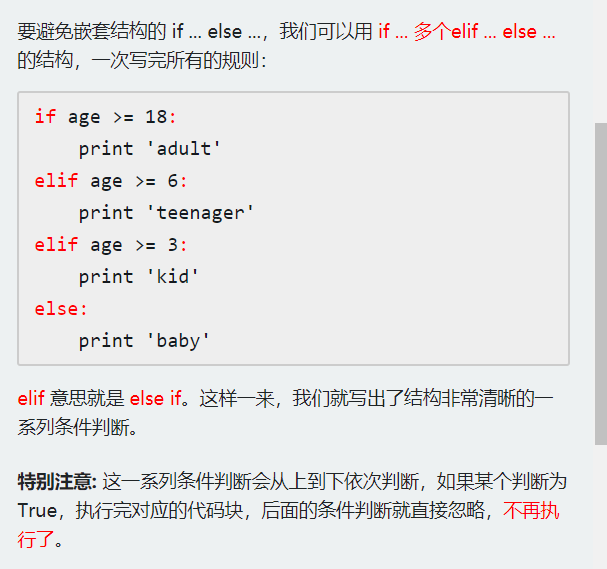 要避免嵌套结构的 if ... else ...，我们可以用 if ... 多个elif ... else ...
的结构，一次写完所有的规则：
if age >= 18:
    print 'adult'
elif age >= 6:
    print 'teenager'
elif age >= 3:
    print 'kid'
else:
    print 'baby'
elif 意思就是 else if。这样一来，我们就写出了结构非常清晰的一
系列条件判断。
特别注意: 这一系列条件判断会从上到下依次判断，如果某个判断为
True，执行完对应的代码块，后面的条件判断就直接忽略，不再执
行了。